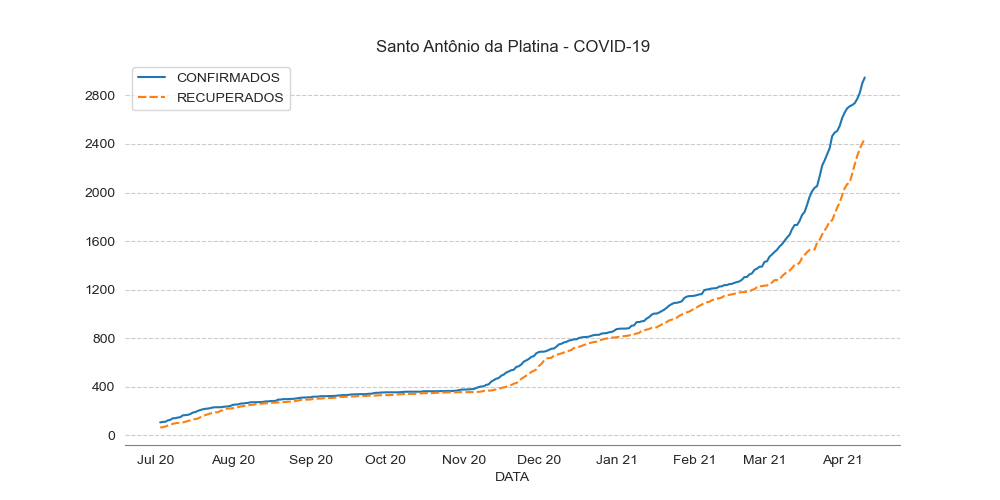 Santo Antônio da Platina - COVID-19
CONFIRMADOS
RECUPERADOS
2800
2400
2000
1600
1200
800
400
0
Jul 20 Aug 20 Sep 20 Oct 20 Nov 20 Dec 20 Jan 21 Feb 21 Mar 21 Apr 21
DATA